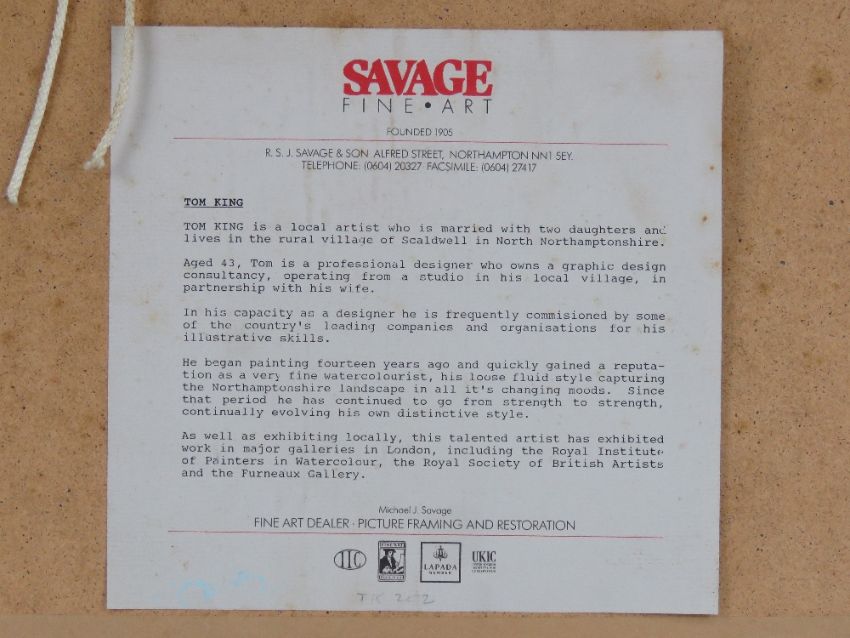 SAVAGE
FINE • ART
FOUNDED 1905
R. S. J. SAVAGE & SON ALFRED STREET, NORTHAMPTON NN1 5EY.
TELEPHONE: (0604) 20327 FACSIMILE: (0604) 27417
TOM KING
TOM KING is a local artist who is married with two daughters and
lives in the rural village of Scaldwell in North Northamptonshire.
Aged 43, Tom is a professional designer who owns a graphic design
consultancy, operating from a studio in his local village, in
partnership with his wife.
In his capacity as a designer he is frequently commisioned by some
of the country's leading companies and organisations for his
illustrative skills.
He began painting fourteen years ago and quickly gained a reputa-
tion as a very fine watercolourist, his loose fluid style capturing
the Northamptonshire landscape in all it's changing moods. Since
that period he has continued to go from strength to strength,
continually evolving his own distinctive style.
As well as exhibiting locally, this talented artist has exhibited
work in major galleries in London, including the Royal Institute
of Painters in Watercolour, the Royal Society of British Artists
and the Furneaux Gallery.
Michael J. Savage
FINE ART DEALER · PICTURE FRAMING AND RESTORATION
IIC LAPADA MEMBER UKIC